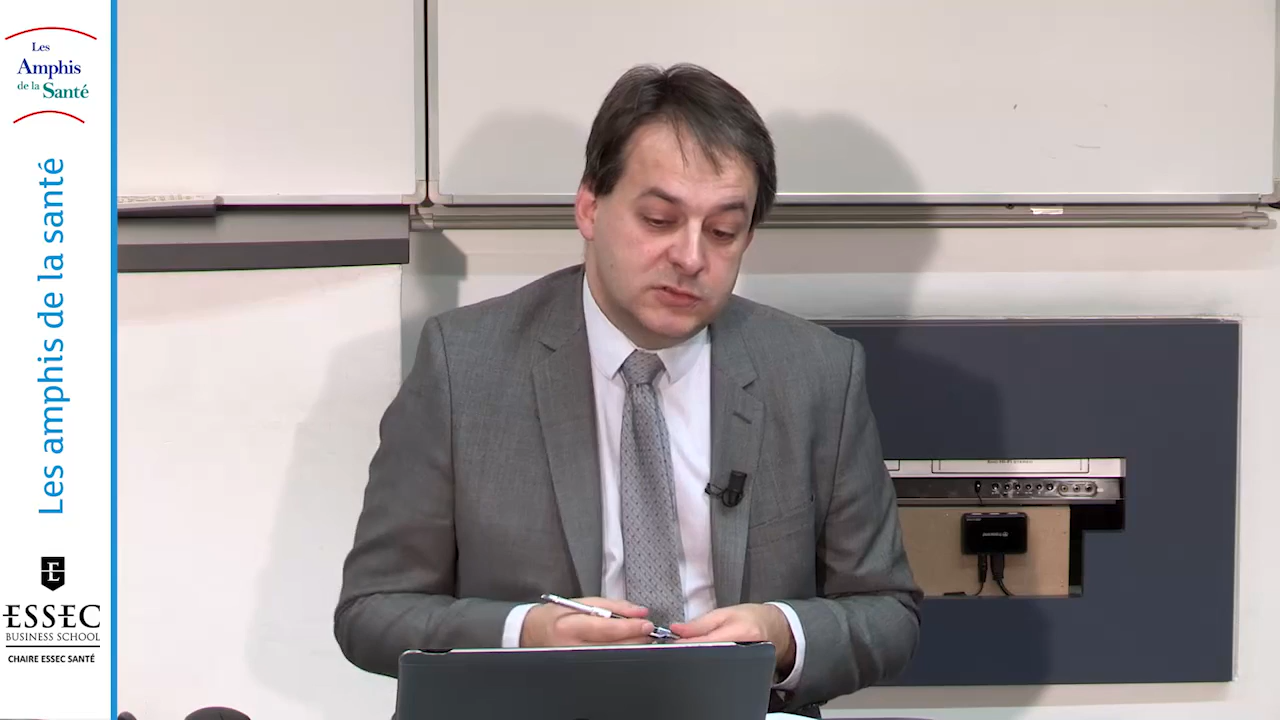 Les
Amphis
de la Santé
Les amphis de la santé
E
ESSEC
BUSINESS SCHOOL
CHAIRE ESSEC SANTÉ